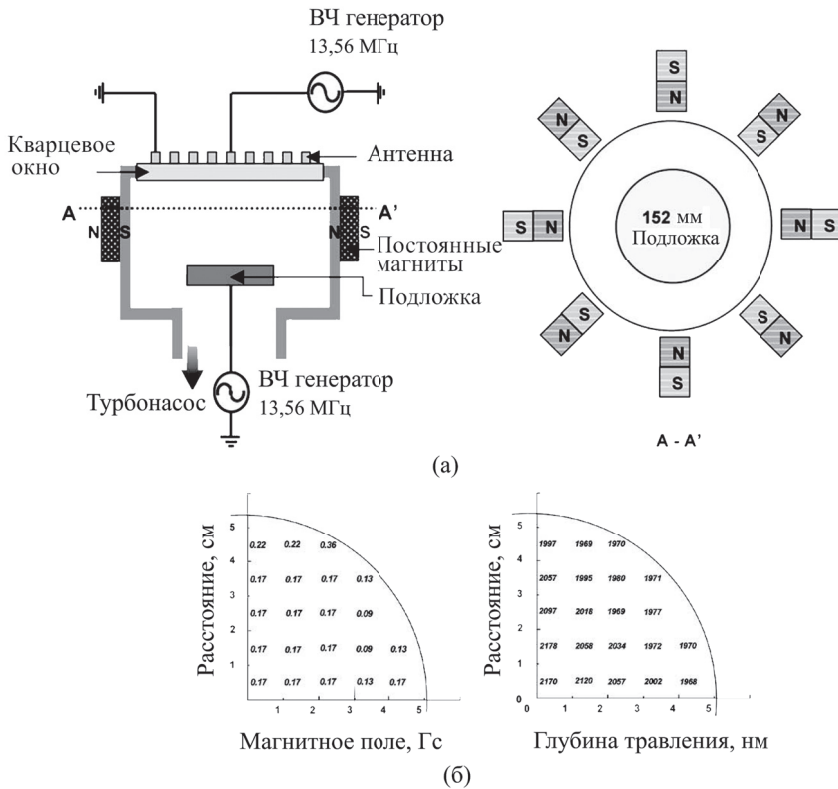 ВЧ генератор
13,56 МГц
Кварцевое
окно
Антенна
A
A'
N S
N S
Постоянные
магниты
Подложка
Турбонасос
ВЧ генератор
13,56 МГц
S
N
N
S
S
N
S N
N S
152 мм
Подложка
S
N
S
N
N
S
A - A'
(а)
Расстояние, см
5
4
3
2
1
0.22 0.22 0.36
0.17 0.17 0.17 0.13
0.17 0.17 0.17 0.09
0.17 0.17 0.17 0.09 0.13
0.17 0.17 0.17 0.13 0.17
0
1 2 3 4 5
Магнитное поле, Гс
Расстояние, см
5
4
3
2
1
0
1997 1969 1970
2057 1995 1980 1971
2097 2018 1969 1977
2178 2058 2034 1972 1970
2170 2120 2057 2002 1968
0 1 2 3 4 5
Глубина травления, нм
(б)